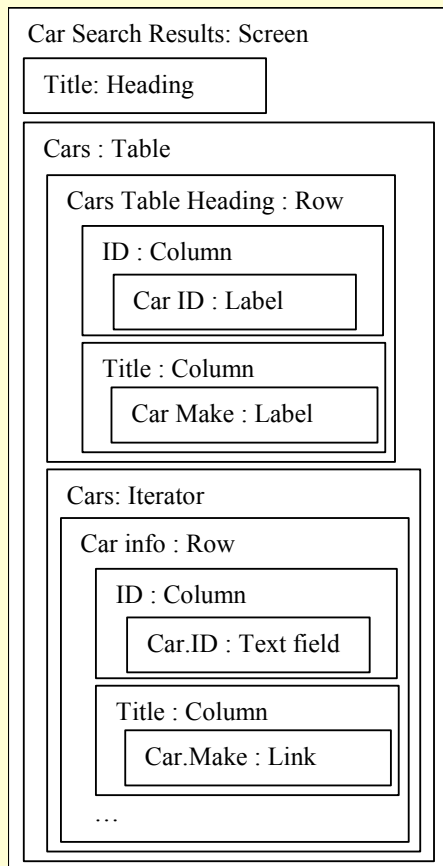 Car Search Results: Screen
Title: Heading
Cars : Table
Cars Table Heading : Row
ID : Column
Car ID : Label
Title : Column
Car Make : Label
Cars: Iterator
Car info : Row
ID : Column
Car.ID : Text field
Title : Column
Car.Make : Link
…